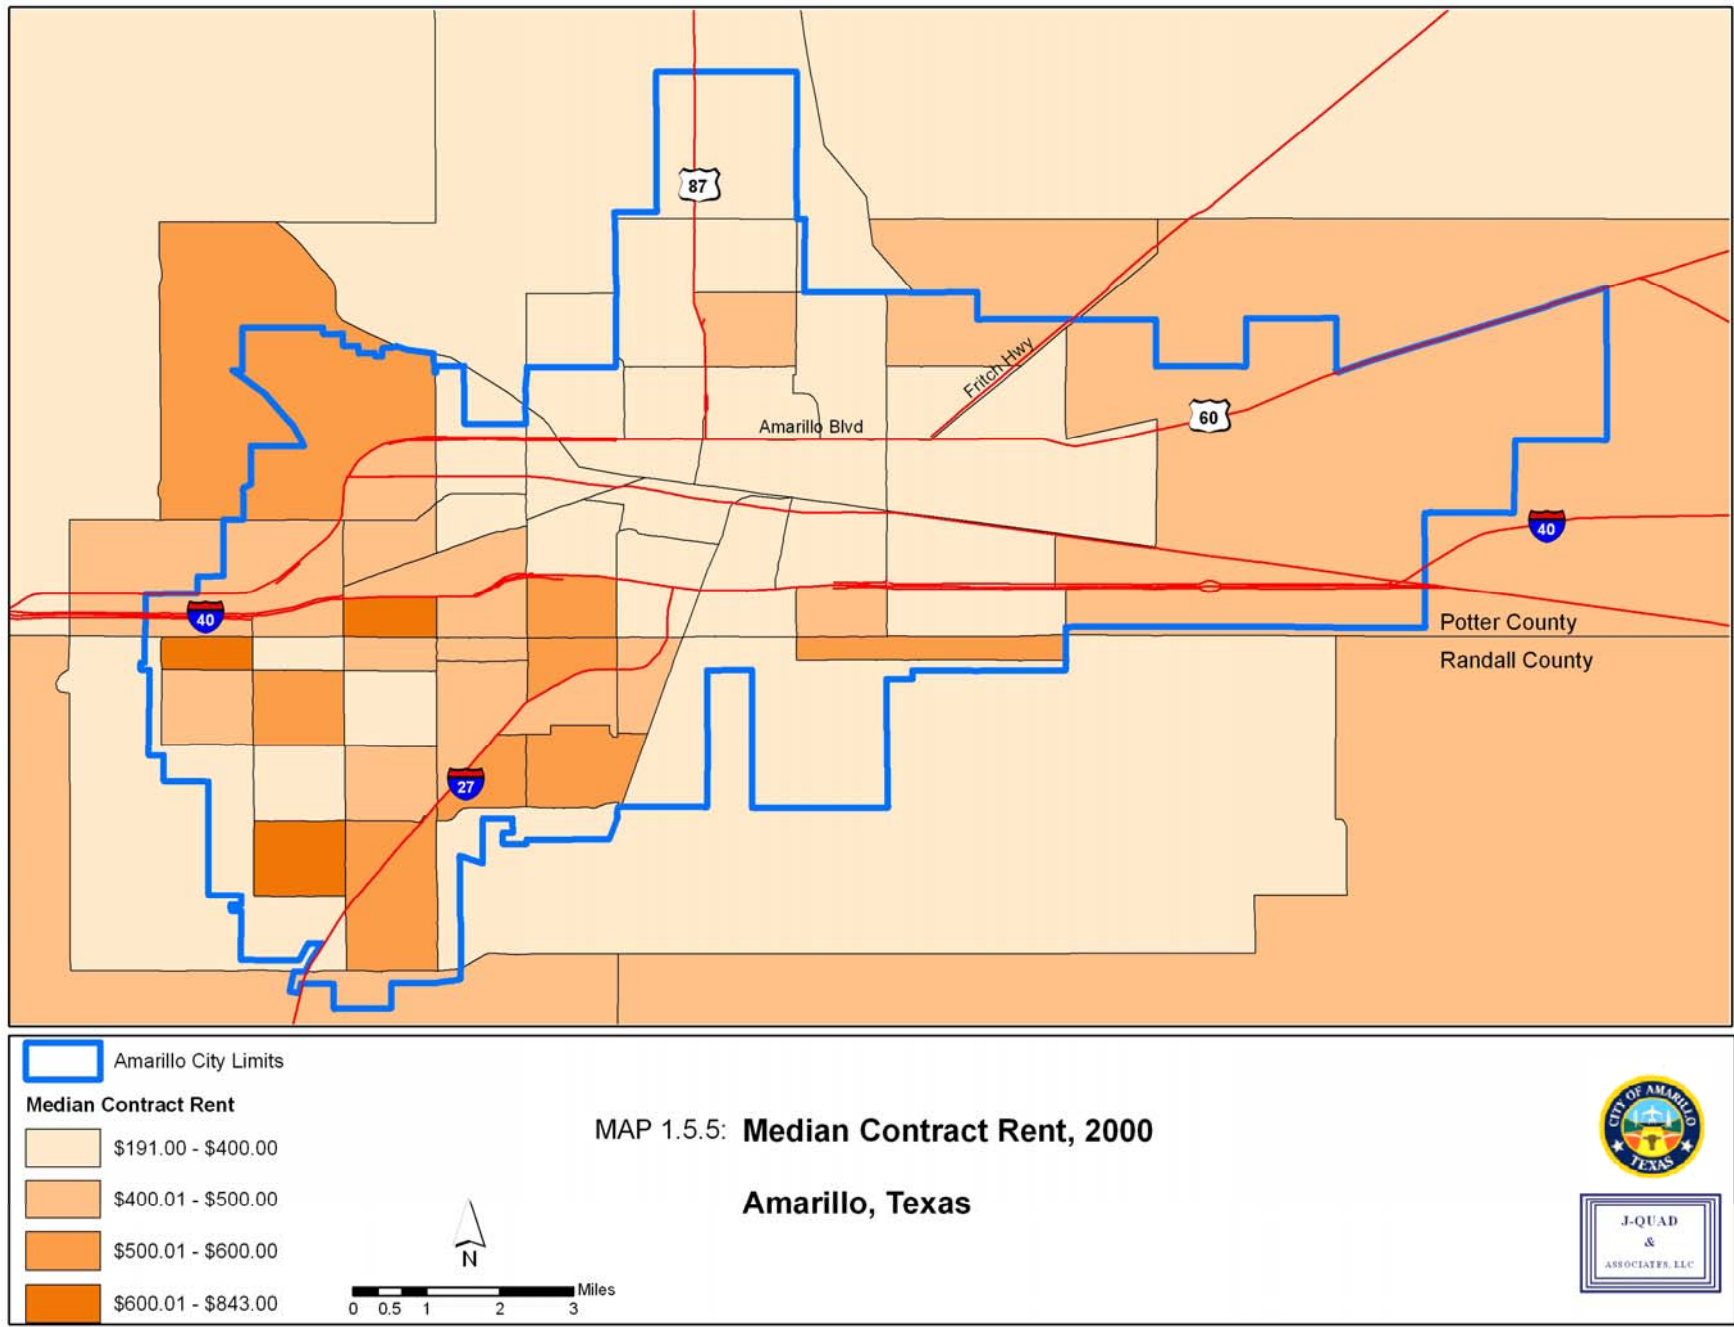 87
Fritch Hwy
60
Amarillo Blvd
40
40
Potter County
Randall County
27
Amarillo City Limits
Median Contract Rent
$191.00 - $400.00
$400.01 - $500.00
$500.01 - $600.00
$600.01 - $843.00
MAP 1.5.5: Median Contract Rent, 2000
Amarillo, Texas
N
Miles
0 0.5 1 2 3
CITY OF AMARILLO
TEXAS
J-QUAD
&
ASSOCIATES, LLC